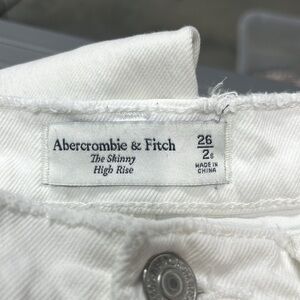 Abercrombie & Fitch
The Skinny
High Rise
26
2S
MADE IN
CHINA